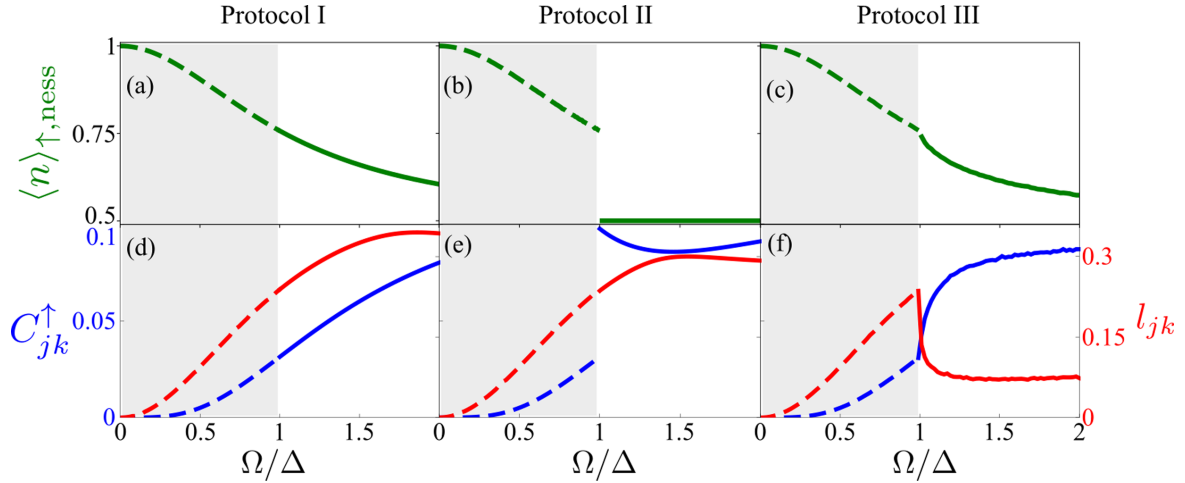 Protocol I Protocol II Protocol III
1
0.75
0.5
⟨n⟩↑,ness
(a) (b) (c)
0.1
0.05
0
C↑jk
(d) (e) (f)
0.3
0.15
0
ljk
0 0.5 1 1.5 0 0.5 1 1.5 0 0.5 1 1.5 2
Ω/Δ Ω/Δ Ω/Δ